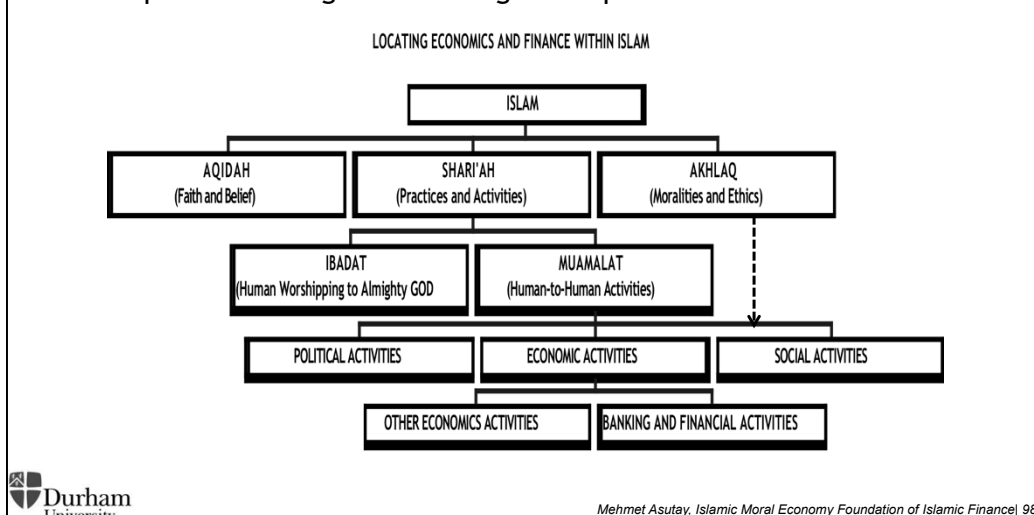 LOCATING ECONOMICS AND FINANCE WITHIN ISLAM
ISLAM
AQIDAH
(Faith and Belief)
SHARI'AH
(Practices and Activities)
AKHLAQ
(Moralities and Ethics)
IBADAT
(Human Worshipping to Almighty GOD
MUAMALAT
(Human-to-Human Activities)
POLITICAL ACTIVITIES
ECONOMIC ACTIVITIES
SOCIAL ACTIVITIES
OTHER ECONOMICS ACTIVITIES
BANKING AND FINANCIAL ACTIVITIES
Durham
University
Mehmet Asutay, Islamic Moral Economy Foundation of Islamic Finance| 98